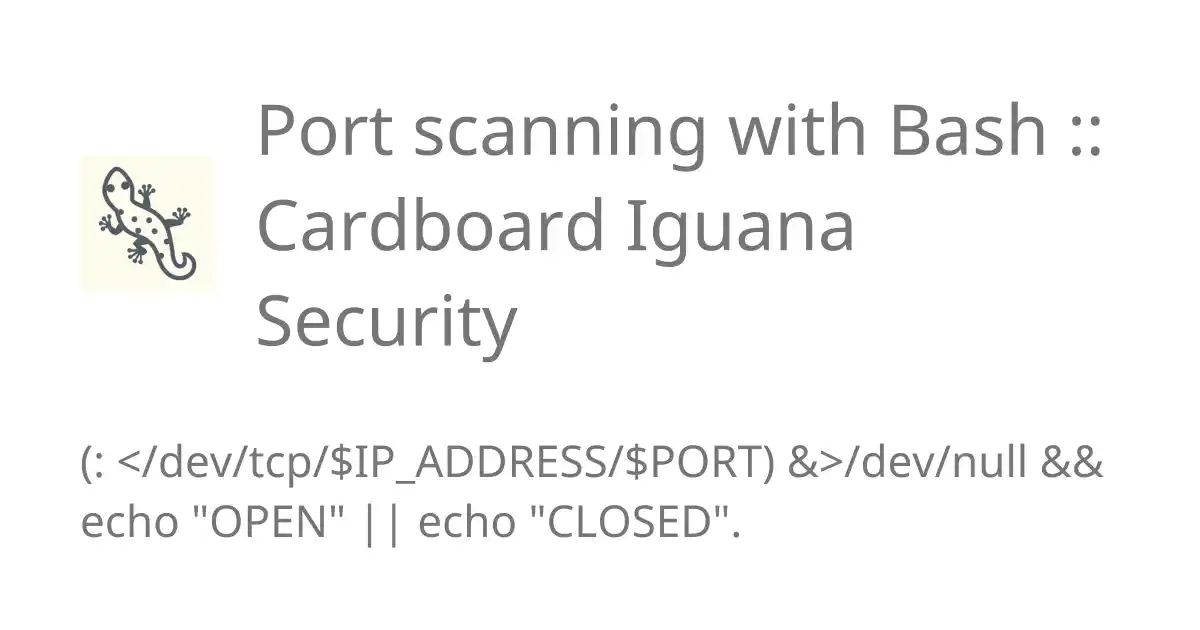 Port scanning with Bash ::
Cardboard Iguana
Security
(: </dev/tcp/$IP_ADDRESS/$PORT) &>/dev/null &&
echo "OPEN" || echo "CLOSED".